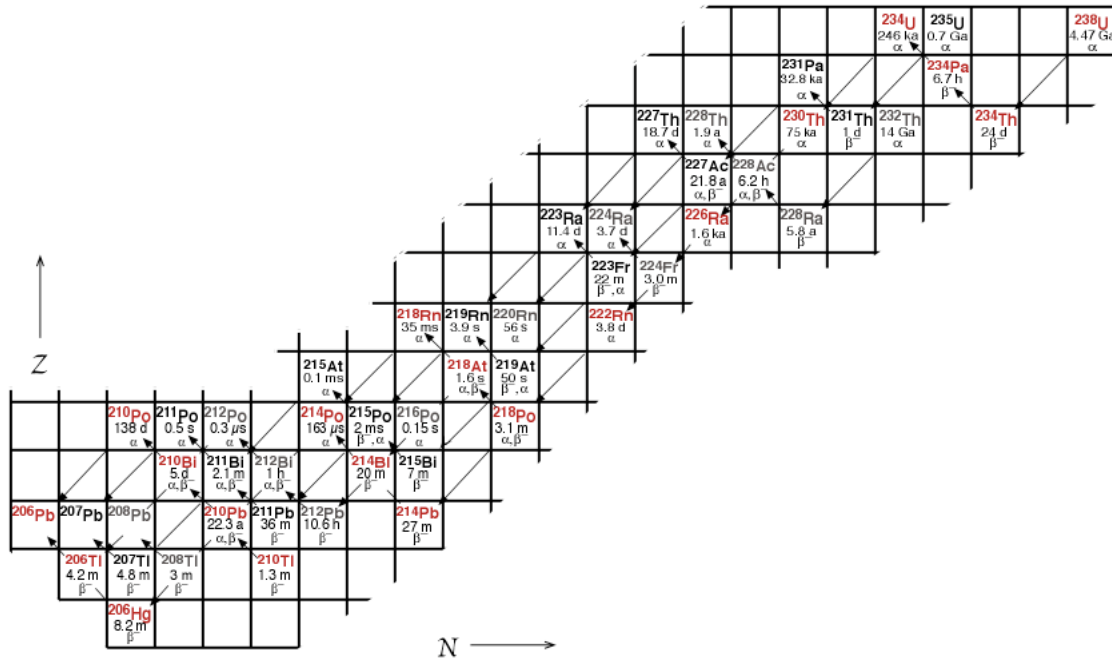 234U 235U 238U
246 ka 0.7 Ga 4.47 Ga
α α α
231Pa 234Pa
32.8 ka 6.7 h
α β−
227Th 228Th 230Th 231Th 232Th 234Th
18.7 d 1.9 a 75 ka 1 d 14 Ga 24 d
α α α β− α β−
227Ac 228Ac
21.8 a 6.2 h
α,β− α,β−
223Ra 224Ra 226Ra 228Ra
11.4 d 3.7 d 1.6 ka 5.8 a
α α α β−
223Fr 224Fr
22 m 3.0 m
β−,α β−
218Rn 219Rn 220Rn 222Rn
35 ms 3.9 s 56 s 3.8 d
α α α α
Z
215At 218At 219At
0.1 ms 1.6 s 50 s
α α,β− β−,α
210Po 211Po 212Po 214Po 215Po 216Po 218Po
138 d 0.5 s 0.3 µs 163 µs 2 ms 0.15 s 3.1 m
α α α α β−,α α α,β−
210Bi 211Bi 212Bi 214Bi 215Bi
5 d 2.1 m 1 h 20 m 7 m
α,β− α,β− α,β− β− β−
206Pb 207Pb 208Pb 210Pb 211Pb 212Pb 214Pb
22.3 a 36 m 10.6 h 27 m
α,β− β− β− β−
206Tl 207Tl 208Tl 210Tl
4.2 m 4.8 m 3 m 1.3 m
β− β− β− β−
206Hg
8.2 m
β−
N